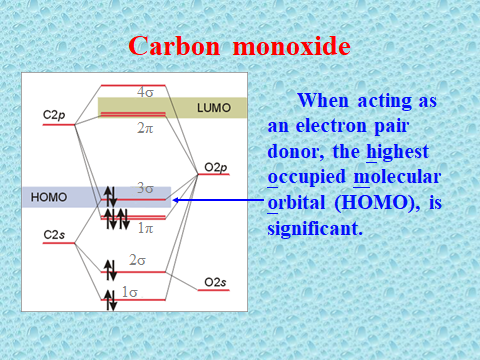 Carbon monoxide
4σ
C2p
LUMO
2π
O2p
3σ
HOMO
1π
C2s
2σ
O2s
1σ
When acting as
an electron pair
donor, the highest
occupied molecular
orbital (HOMO), is
significant.